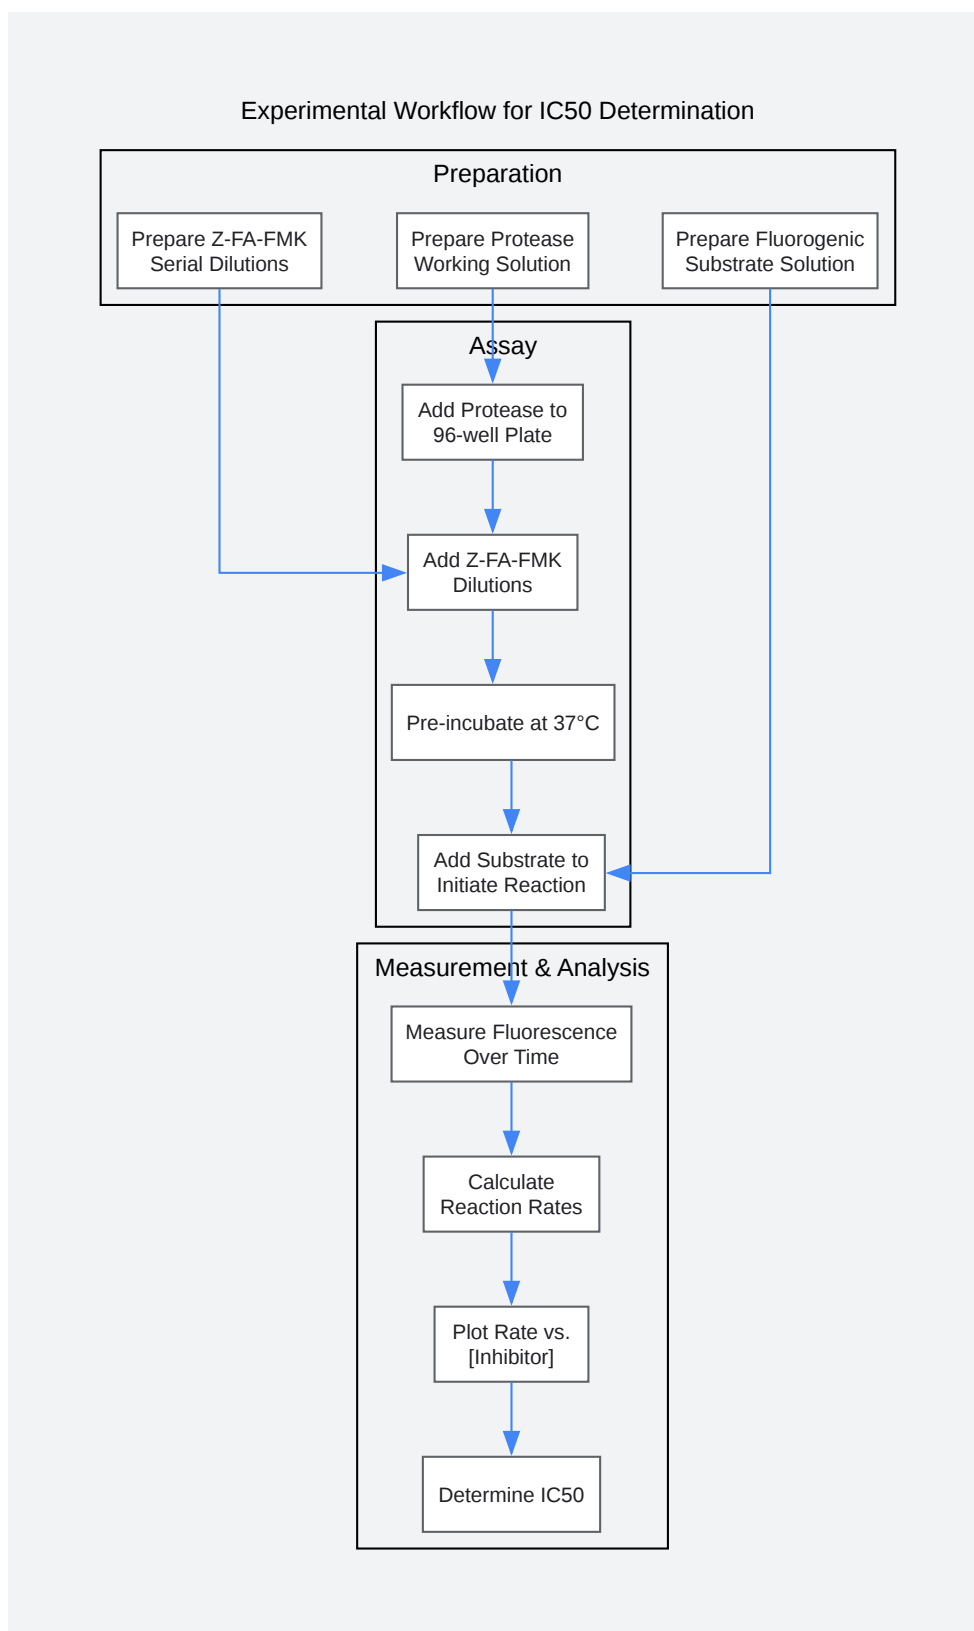 Experimental Workflow for IC50 Determination
Preparation
Prepare Z-FA-FMK
Serial Dilutions
Prepare Protease
Working Solution
Prepare Fluorogenic
Substrate Solution
Assay
Add Protease to
96-well Plate
Add Z-FA-FMK
Dilutions
Pre-incubate at 37°C
Add Substrate to
Initiate Reaction
Measurement & Analysis
Measure Fluorescence
Over Time
Calculate
Reaction Rates
Plot Rate vs.
[Inhibitor]
Determine IC50